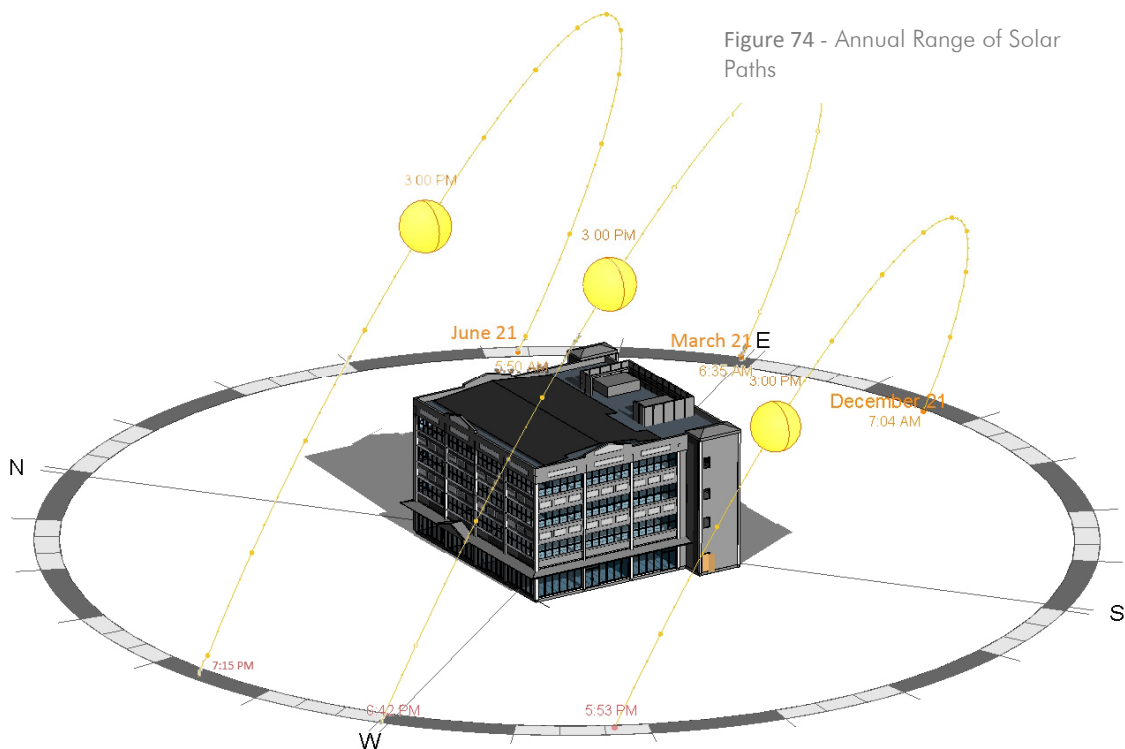 Figure 74 - Annual Range of Solar
Paths
3 00 PM
3 00 PM
June 21
March 21
E
5:50 AM
6:35 AM
3:00 PM
December 21
7:04 AM
N
S
7:15 PM
6:42 PM
5:53 PM
W